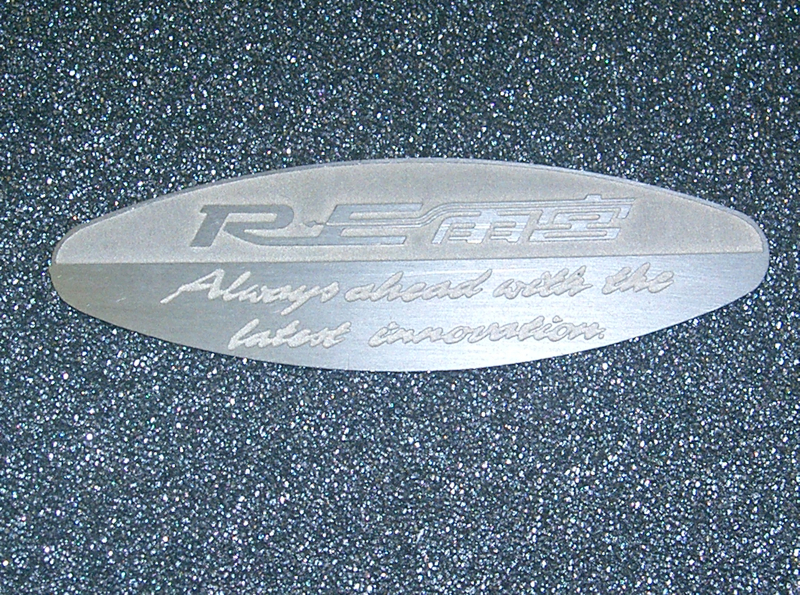 RE雨宮
Always ahead with the
latest innovation.